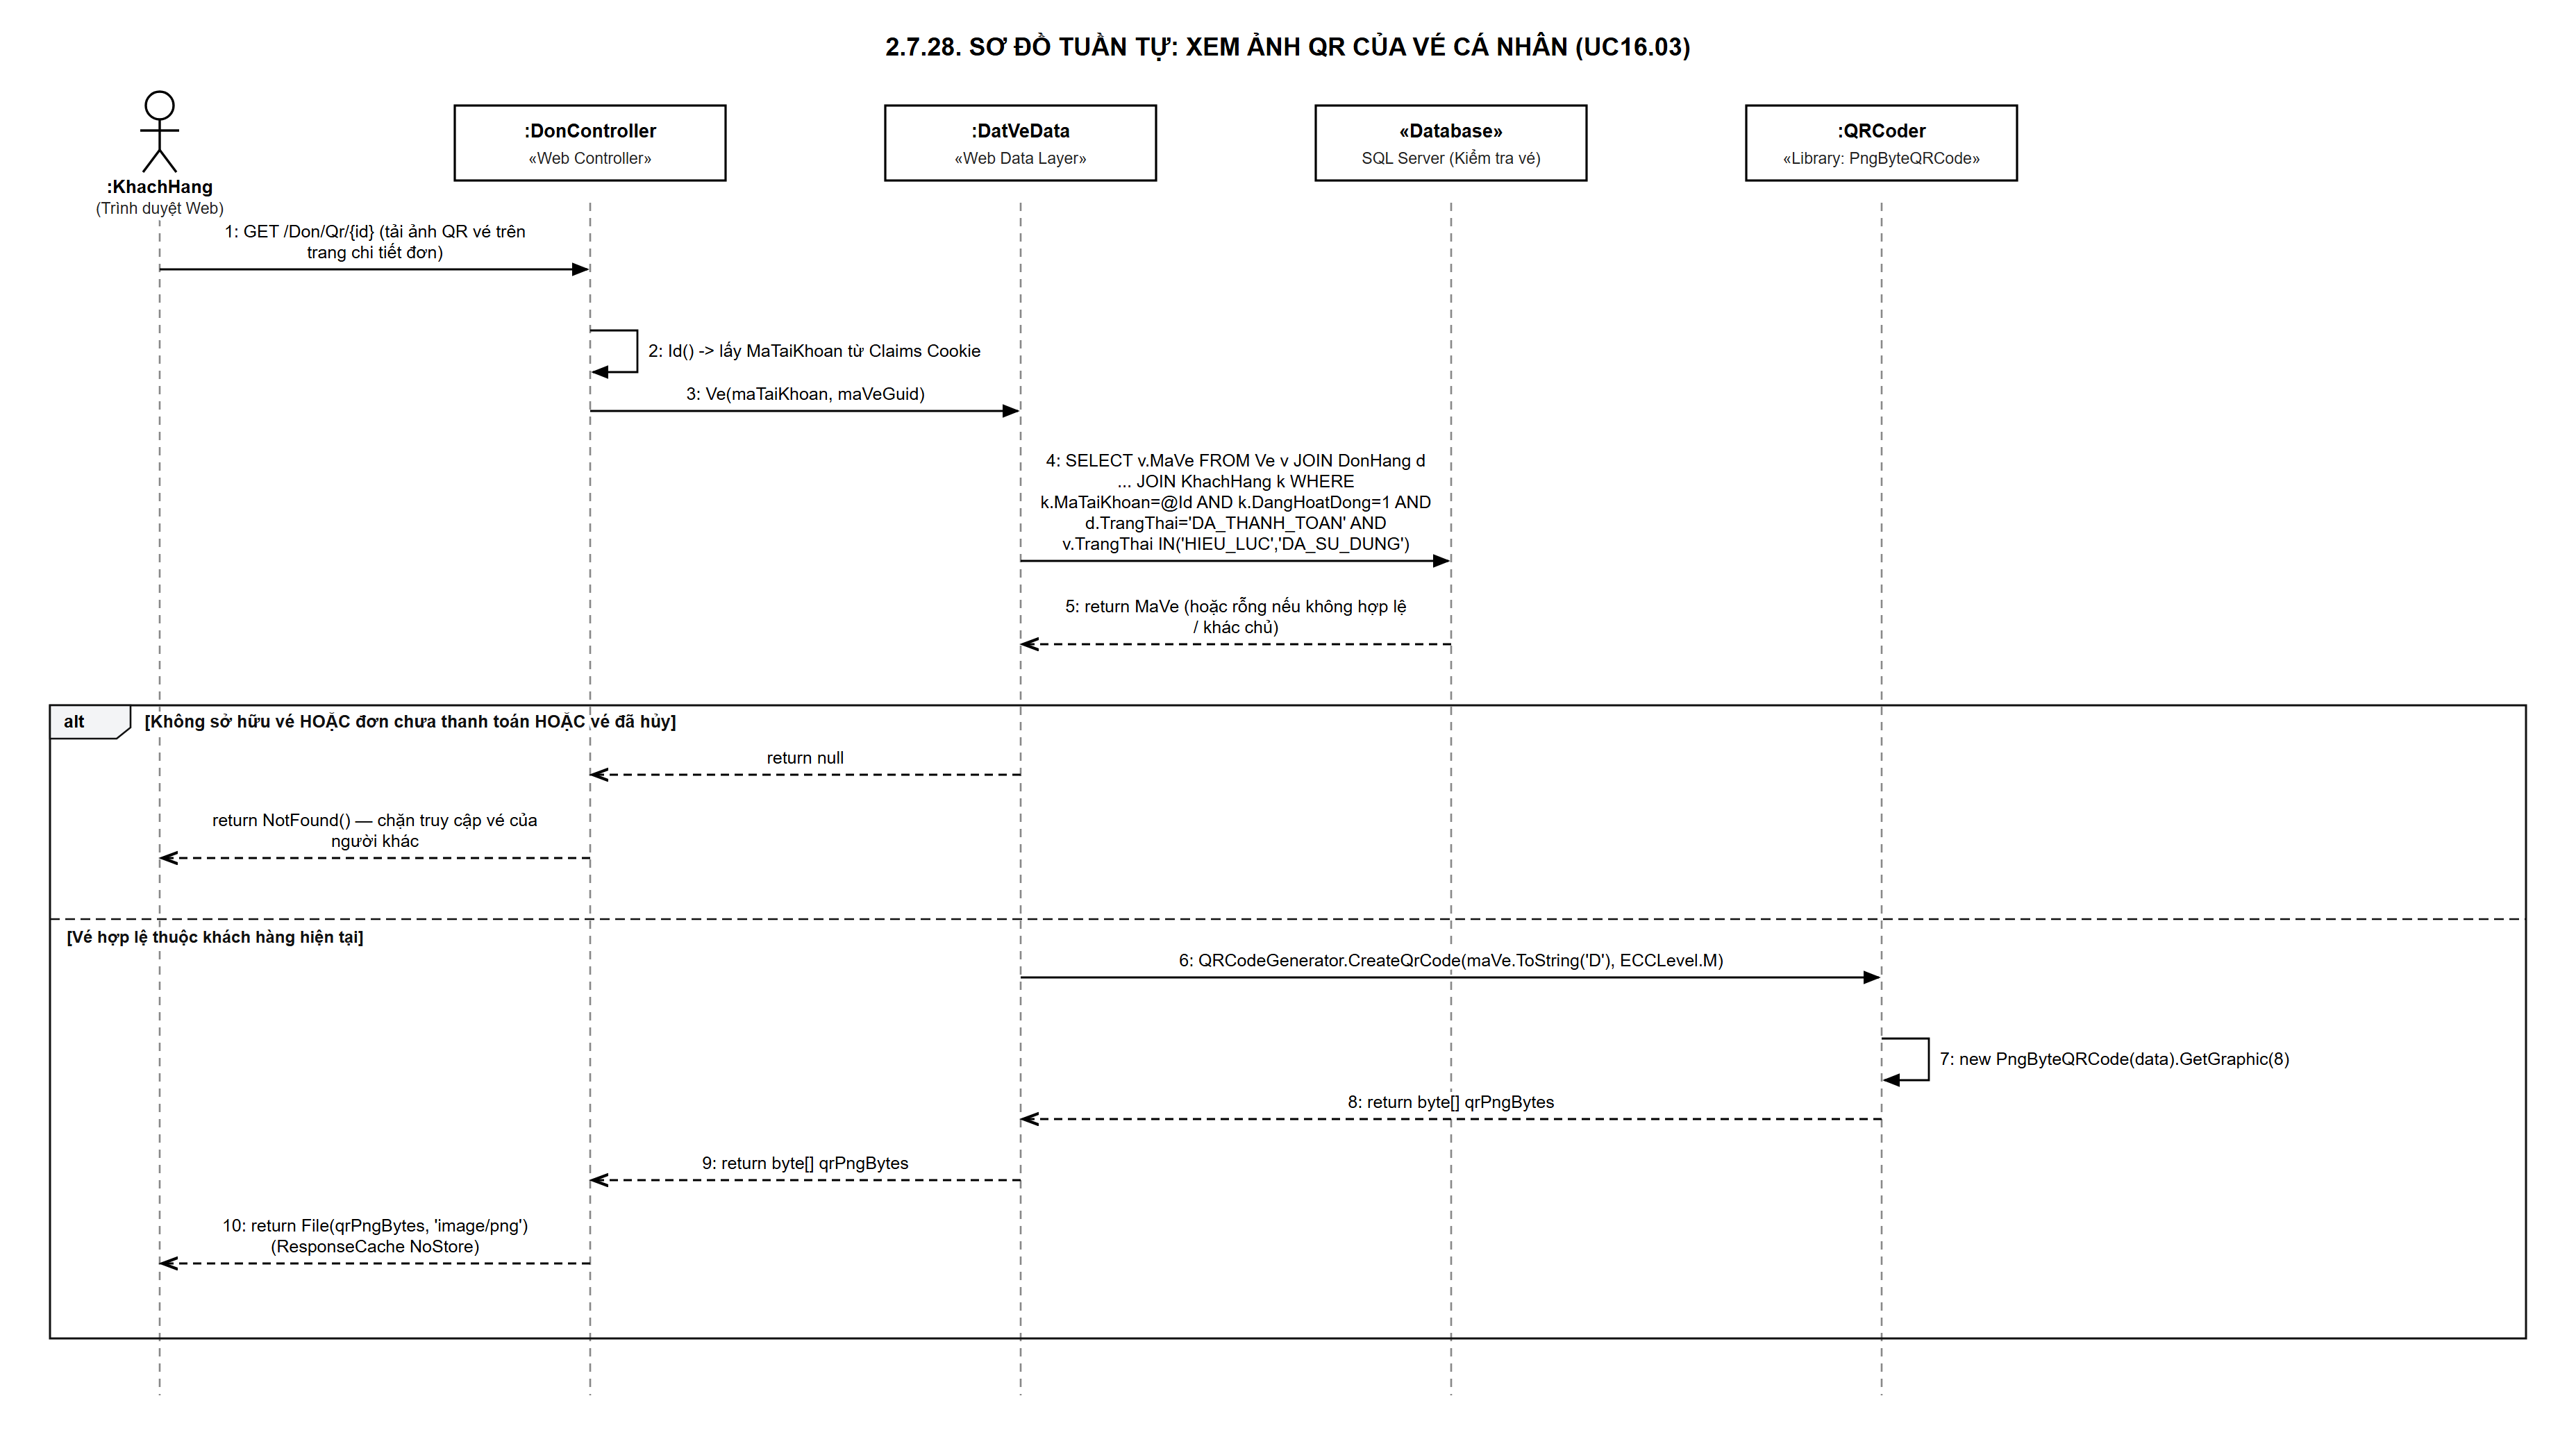 2.7.28. SƠ ĐỒ TUẦN TỰ: XEM ẢNH QR CỦA VÉ CÁ NHÂN (UC16.03)
:KhachHang
(Trình duyệt Web)
:DonController
«Web Controller»
:DatVeData
«Web Data Layer»
«Database»
SQL Server (Kiểm tra vé)
:QRCoder
«Library: PngByteQRCode»
1: GET /Don/Qr/{id} (tải ảnh QR vé trên
trang chi tiết đơn)
2: Id() -> lấy MaTaiKhoan từ Claims Cookie
3: Ve(maTaiKhoan, maVeGuid)
4: SELECT v.MaVe FROM Ve v JOIN DonHang d
... JOIN KhachHang k WHERE
k.MaTaiKhoan=@Id AND k.DangHoatDong=1 AND
d.TrangThai='DA_THANH_TOAN' AND
v.TrangThai IN('HIEU_LUC','DA_SU_DUNG')
5: return MaVe (hoặc rỗng nếu không hợp lệ
/ khác chủ)
alt
[Không sở hữu vé HOẶC đơn chưa thanh toán HOẶC vé đã hủy]
return null
return NotFound() — chặn truy cập vé của
người khác
[Vé hợp lệ thuộc khách hàng hiện tại]
6: QRCodeGenerator.CreateQrCode(maVe.ToString('D'), ECCLevel.M)
7: new PngByteQRCode(data).GetGraphic(8)
8: return byte[] qrPngBytes
9: return byte[] qrPngBytes
10: return File(qrPngBytes, 'image/png')
(ResponseCache NoStore)